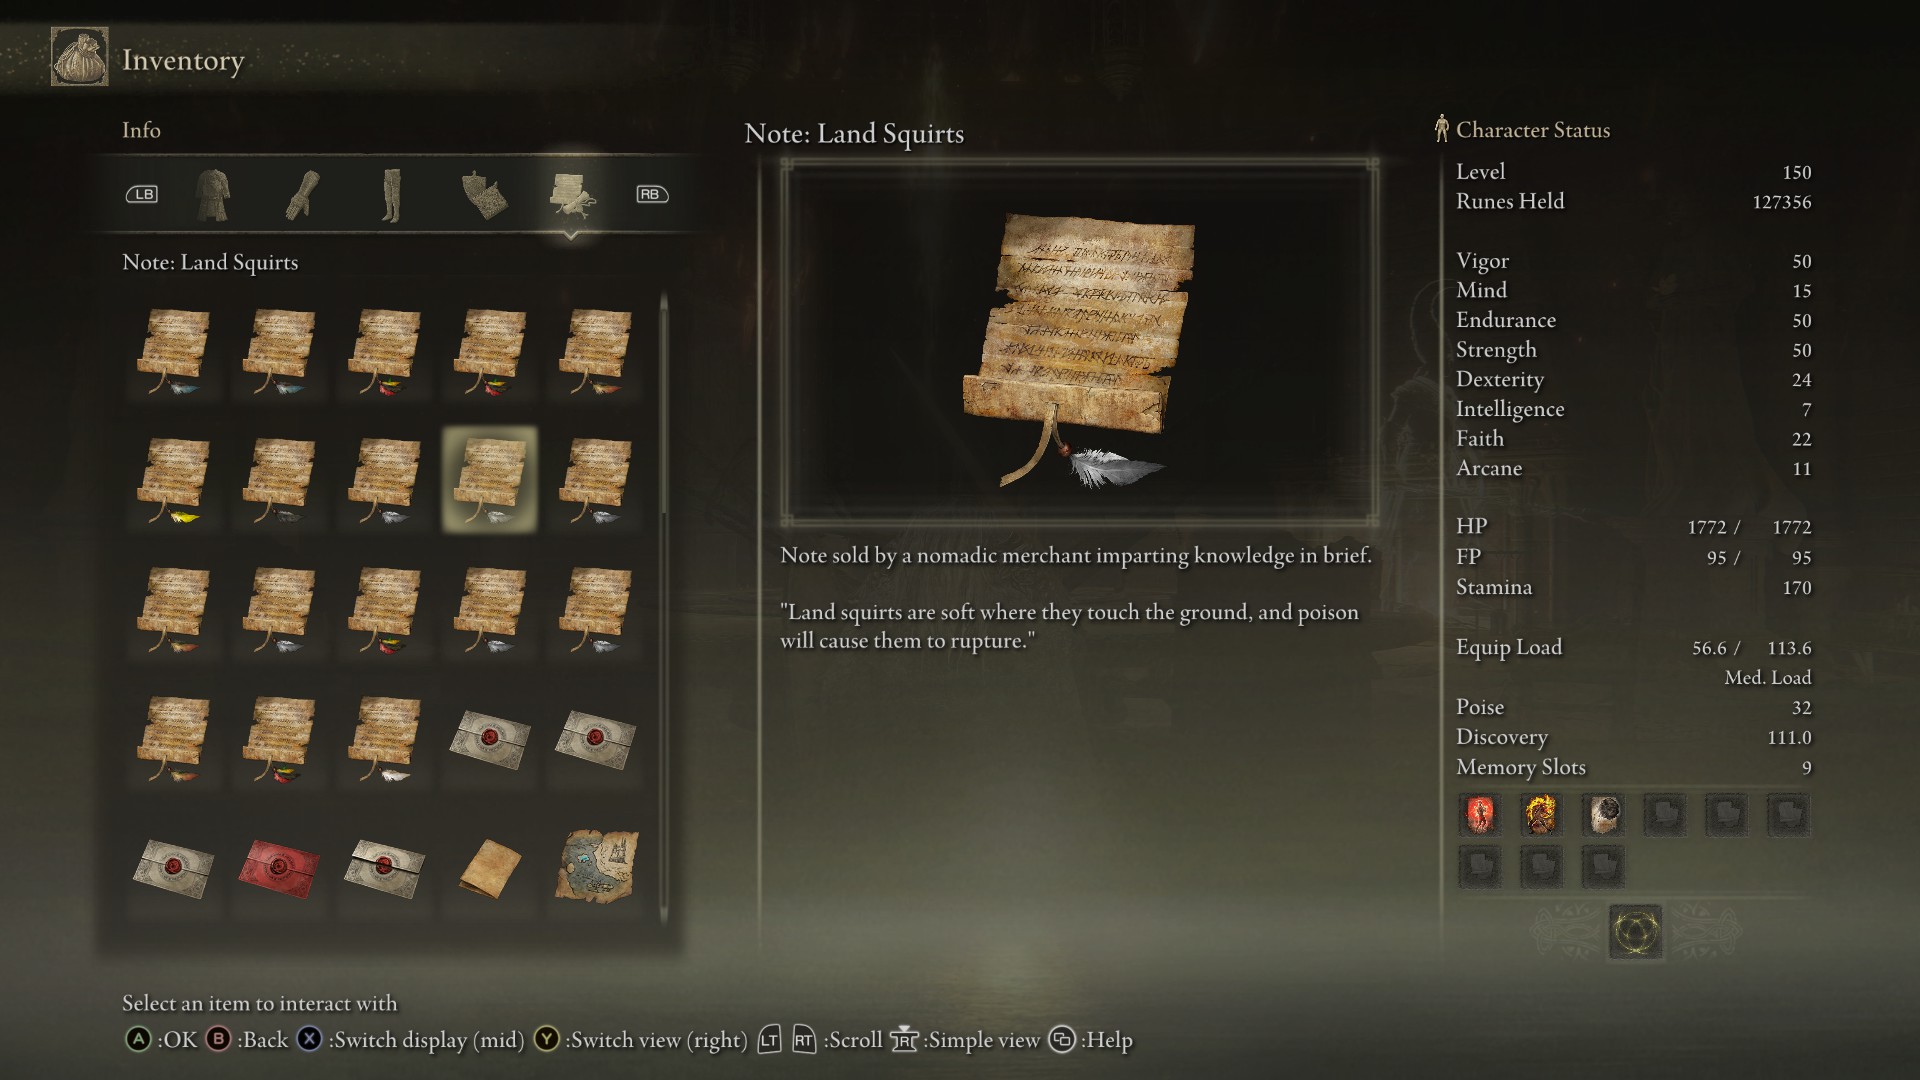 Inventory
Info
LB
RB
Note: Land Squirts
Note: Land Squirts
Note sold by a nomadic merchant imparting knowledge in brief.
"Land squirts are soft where they touch the ground, and poison
will cause them to rupture."
Character Status
Level 150
Runes Held 127356
Vigor 50
Mind 15
Endurance 50
Strength 50
Dexterity 24
Intelligence 7
Faith 22
Arcane 11
HP 1772 / 1772
FP 95 / 95
Stamina 170
Equip Load 56.6 / 113.6
Med. Load
Poise 32
Discovery 111.0
Memory Slots 9
Select an item to interact with
A :OK B :Back X :Switch display (mid) Y :Switch view (right) LT RT :Scroll R :Simple view :Help